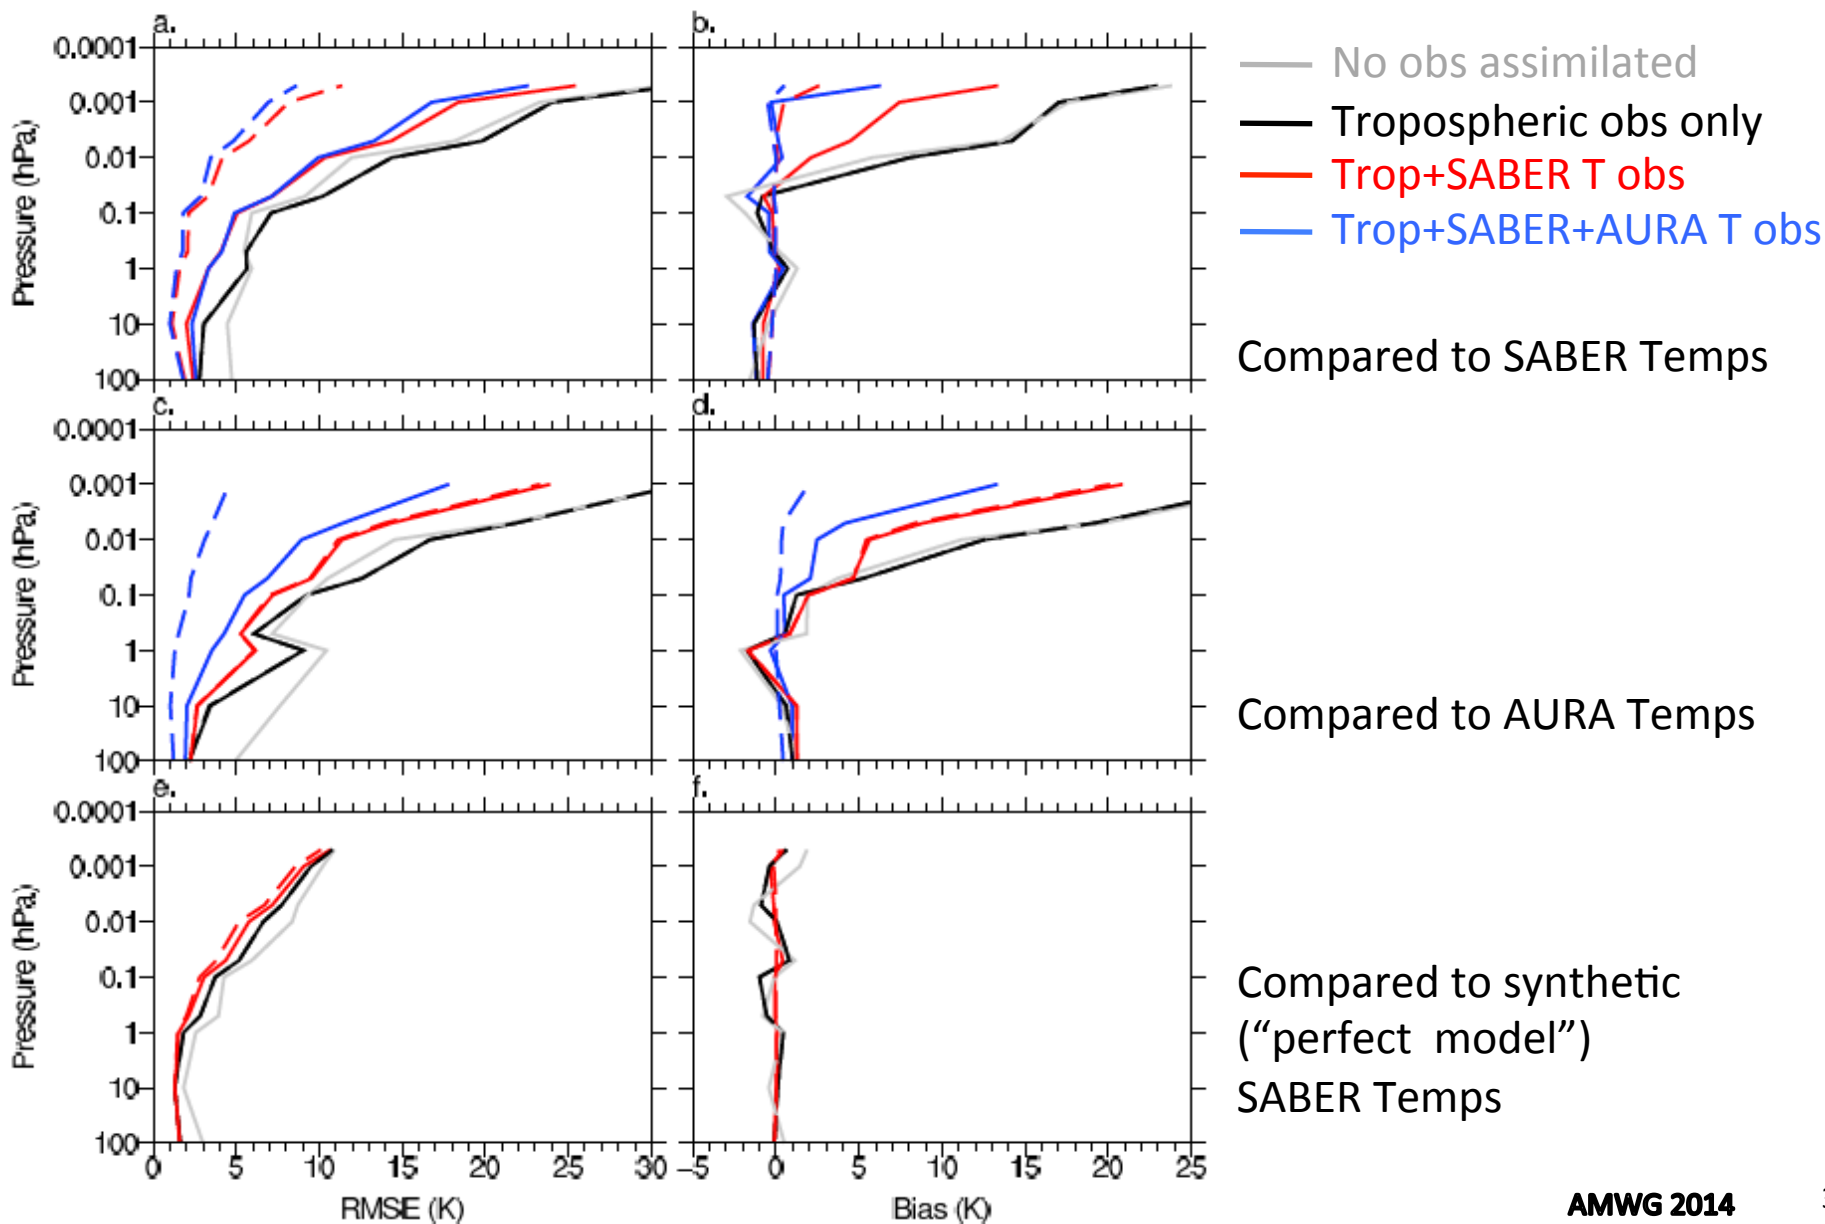 a.
b.
0.0001
0.001
0.01
0.1
1
10
100
Pressure (hPa)
No obs assimilated
Tropospheric obs only
Trop+SABER T obs
Trop+SABER+AURA T obs
Compared to SABER Temps
c.
d.
0.0001
0.001
0.01
0.1
1
10
100
Pressure (hPa)
Compared to AURA Temps
e.
f.
0.0001
0.001
0.01
0.1
1
10
100
Pressure (hPa)
Compared to synthetic
(“perfect model”)
SABER Temps
0 5 10 15 20 25 30
RMSE (K)
-5 0 5 10 15 20 25
Bias (K)
AMWG 2014